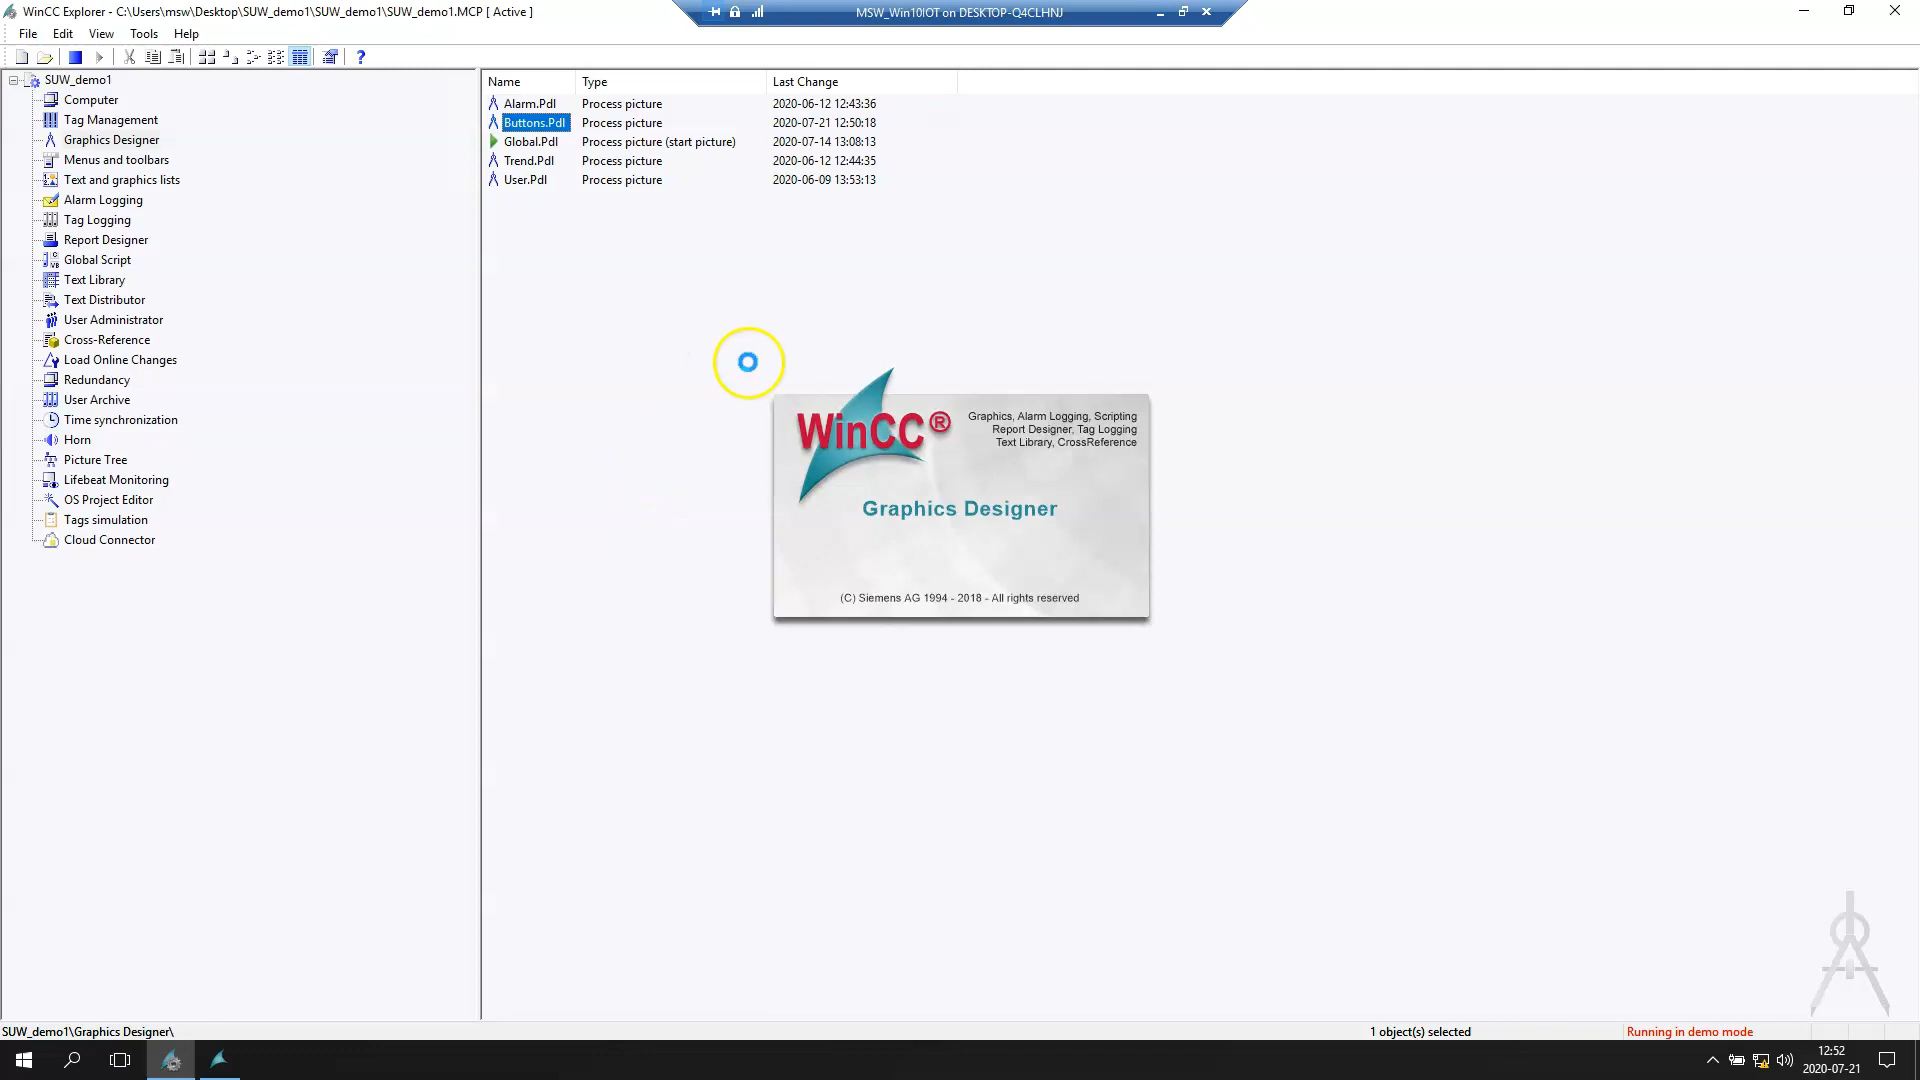 WinCC Explorer - C:\Users\msw\Desktop\SUW_demo1\SUW_demo1\SUW_demo1.MCP [ Active ]
MSW_Win10IOT on DESKTOP-Q4CLHNJ
File Edit View Tools Help
SUW_demo1
Computer
Tag Management
Graphics Designer
Menus and toolbars
Text and graphics lists
Alarm Logging
Tag Logging
Report Designer
Global Script
Text Library
Text Distributor
User Administrator
Cross-Reference
Load Online Changes
Redundancy
User Archive
Time synchronization
Horn
Picture Tree
Lifebeat Monitoring
OS Project Editor
Tags simulation
Cloud Connector
Name Type Last Change
Alarm.Pdl Process picture 2020-06-12 12:43:36
Buttons.Pdl Process picture 2020-07-21 12:50:18
Global.Pdl Process picture (start picture) 2020-07-14 13:08:13
Trend.Pdl Process picture 2020-06-12 12:44:35
User.Pdl Process picture 2020-06-09 13:53:13
WinCC®
Graphics, Alarm Logging, Scripting
Report Designer, Tag Logging
Text Library, CrossReference
Graphics Designer
(C) Siemens AG 1994 - 2018 - All rights reserved
SUW_demo1\Graphics Designer\
1 object(s) selected
Running in demo mode
12:52
2020-07-21